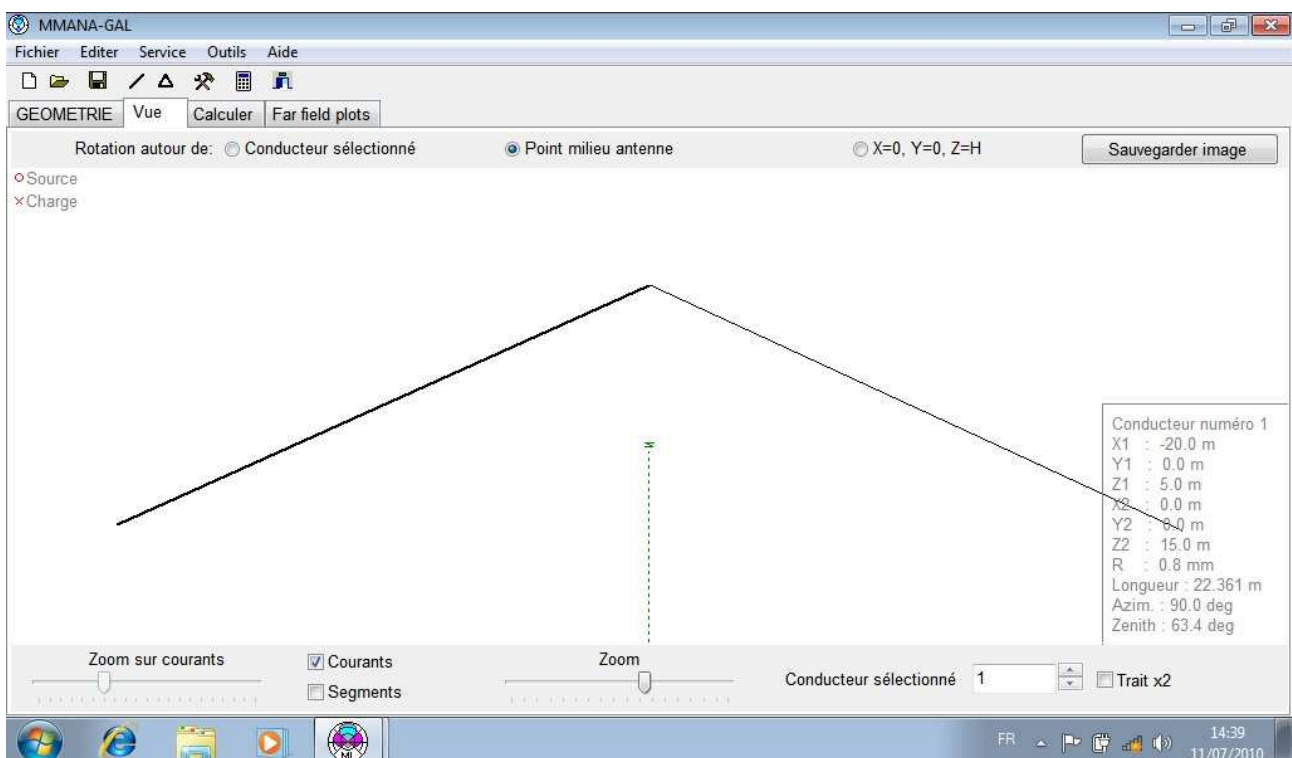 MMANA-GAL
Fichier Editer Service Outils Aide
GEOMETRIE Vue Calculer Far field plots
Rotation autour de: Conducteur sélectionné Point milieu antenne X=0, Y=0, Z=H Sauvegarder image
Source
Charge
Conducteur numéro 1
X1 : -20.0 m
Y1 : 0.0 m
Z1 : 5.0 m
X2 : 0.0 m
Y2 : 0.0 m
Z2 : 15.0 m
R : 0.8 mm
Longueur : 22.361 m
Azim. : 90.0 deg
Zenith : 63.4 deg
Zoom sur courants Courants Zoom
Segments Conducteur sélectionné 1 Trait x2
FR 14:39
11/07/2010